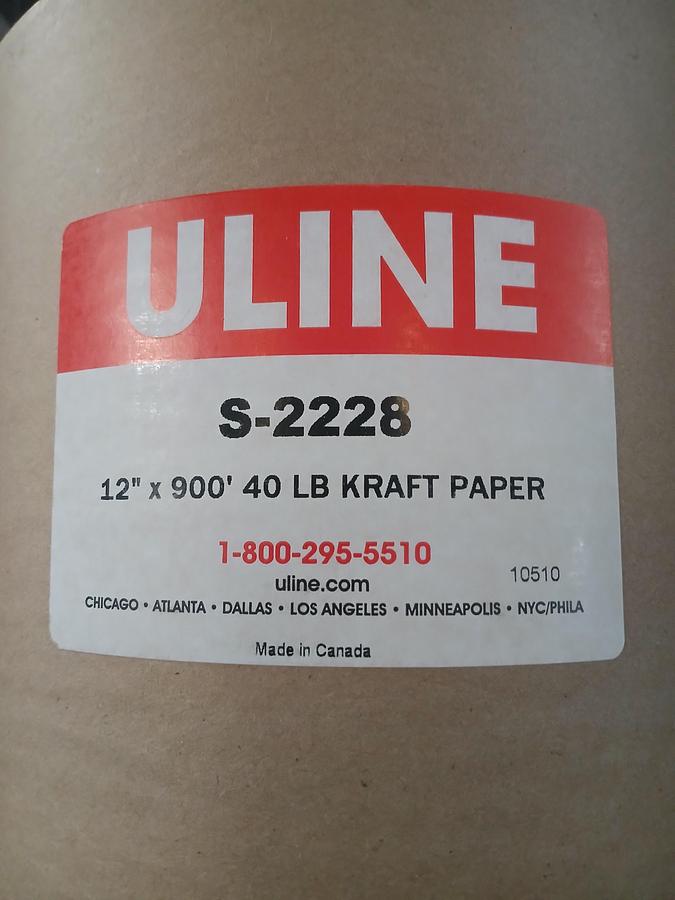 ULINE
S-2228
12" x 900' 40 LB KRAFT PAPER
1-800-295-5510
uline.com
10510
CHICAGO • ATLANTA • DALLAS • LOS ANGELES • MINNEAPOLIS • NYC/PHILA
Made in Canada